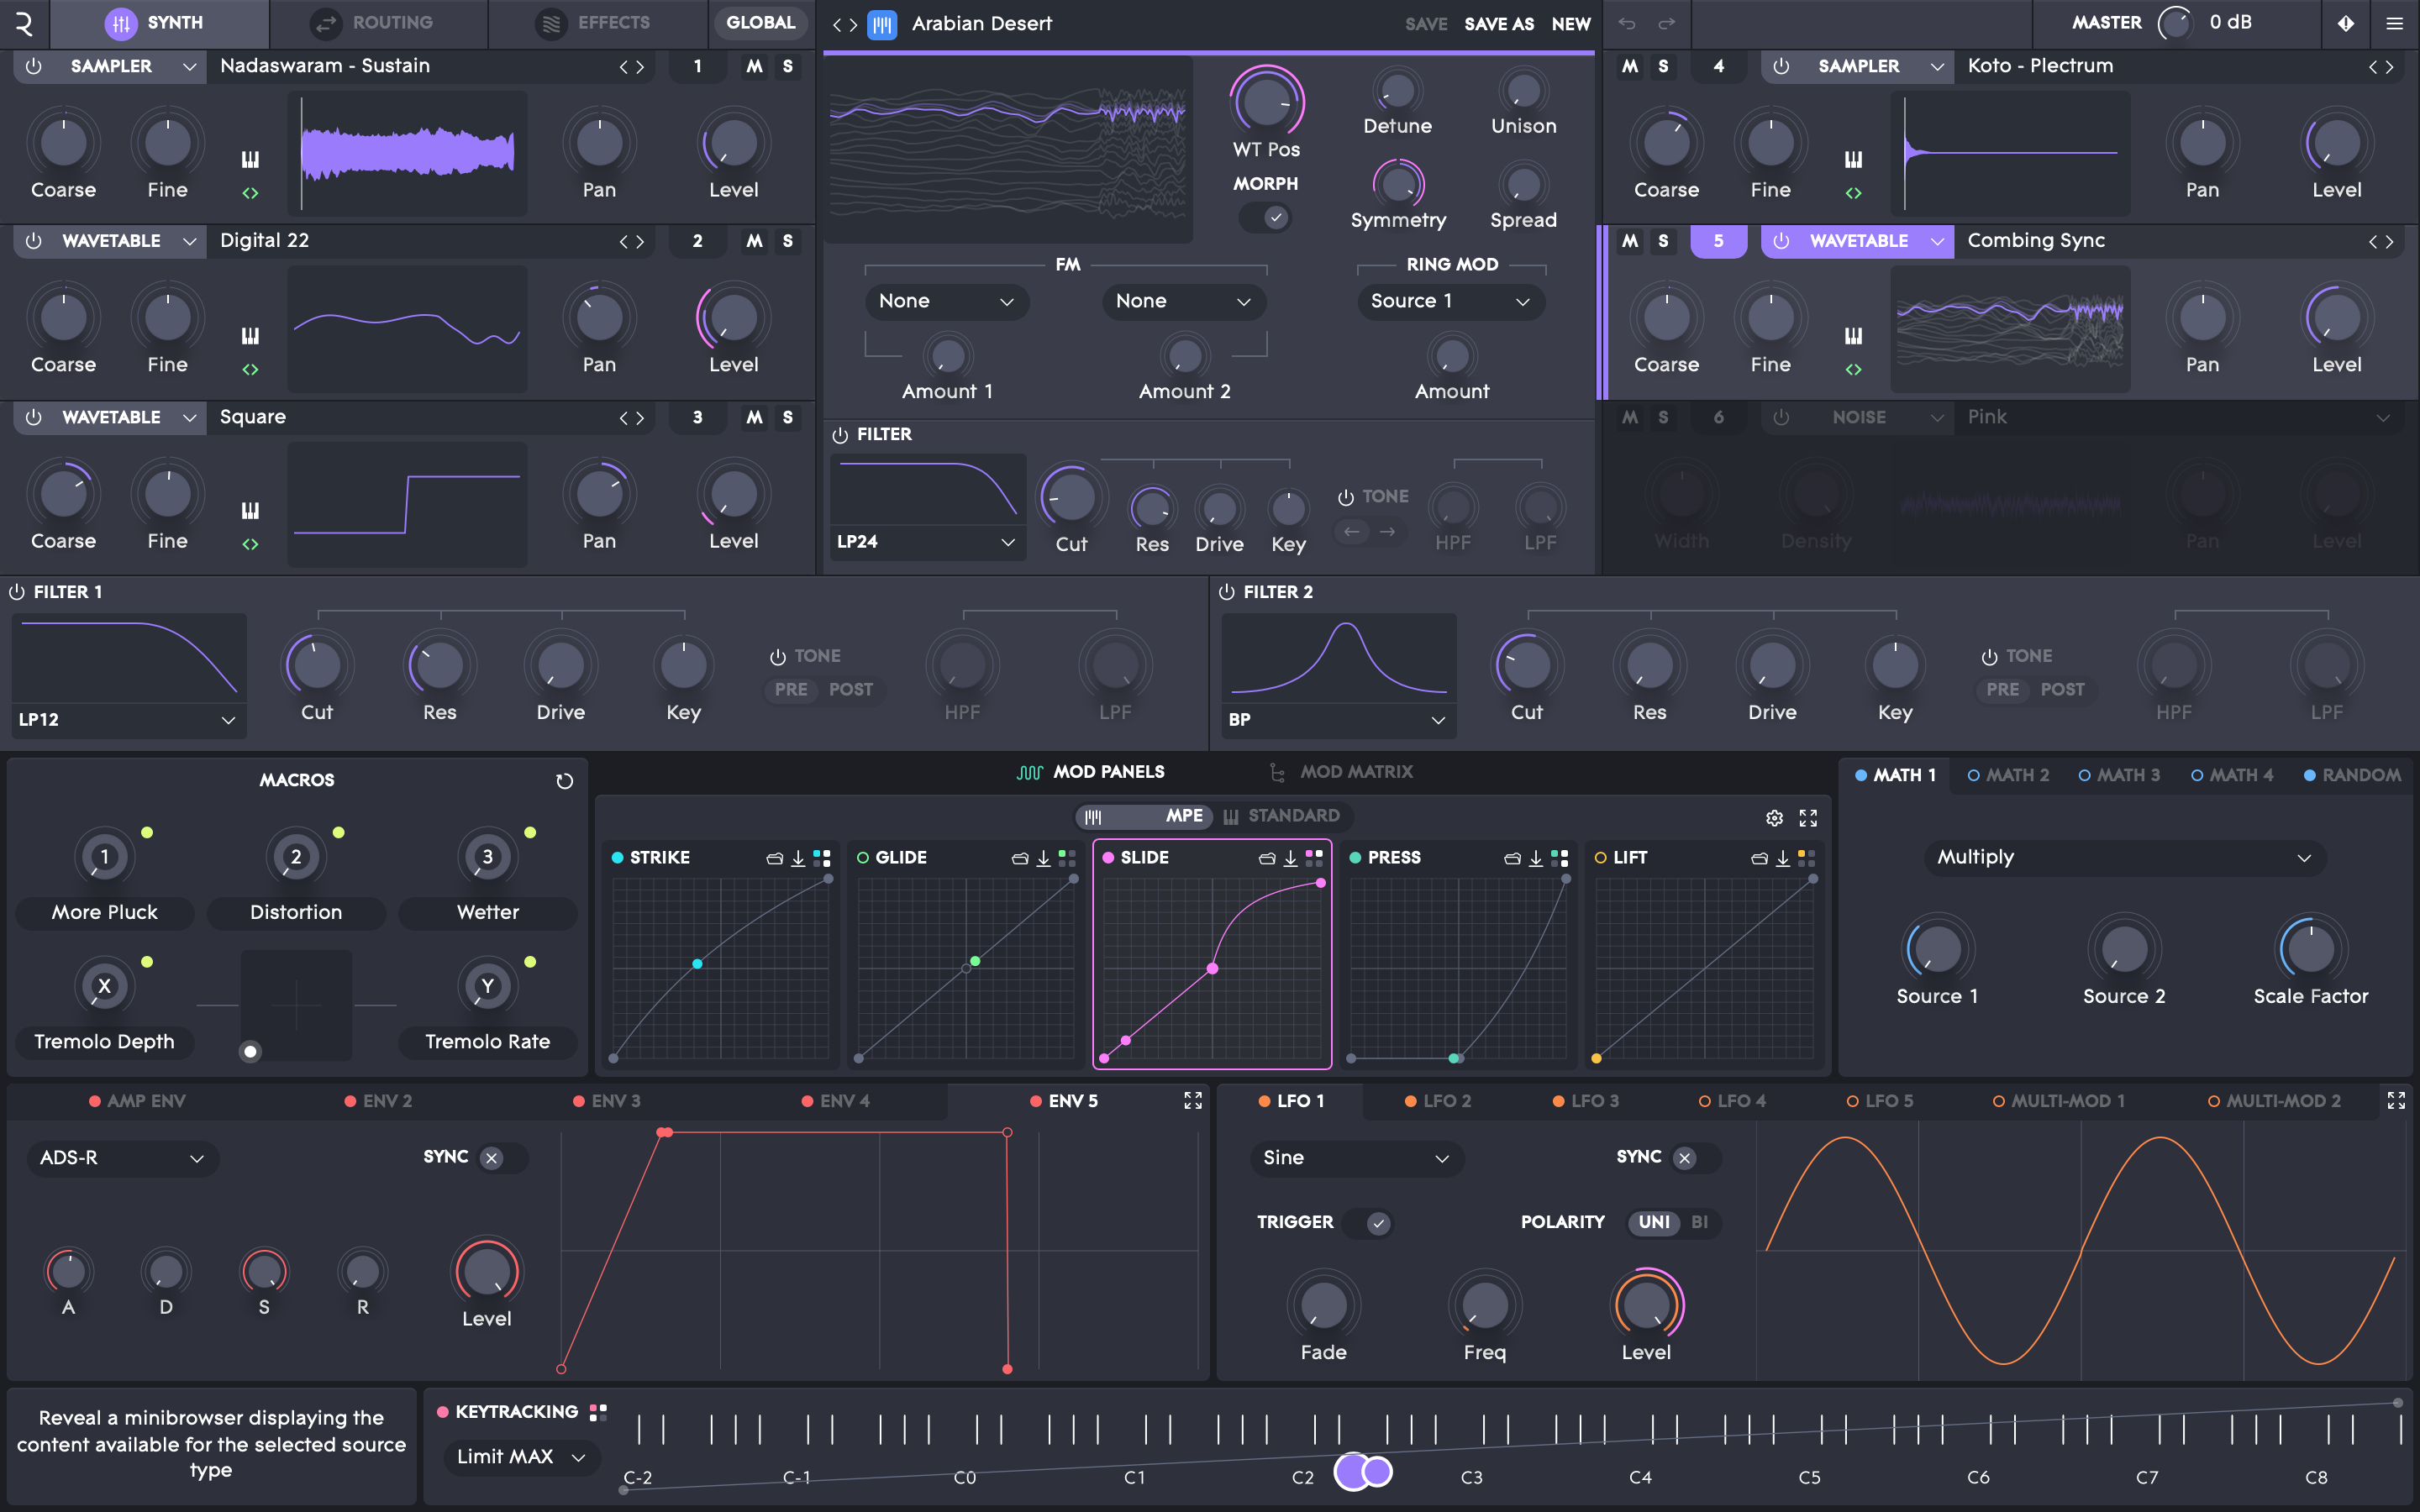 SYNTH
ROUTING
EFFECTS
GLOBAL
Arabian Desert
SAVE
SAVE AS
NEW
MASTER
0 dB
SAMPLER
Nadaswaram - Sustain
1
M
S
Coarse
Fine
Pan
Level
WAVETABLE
Digital 22
2
M
S
Coarse
Fine
Pan
Level
WAVETABLE
Square
3
M
S
Coarse
Fine
Pan
Level
WT Pos
Detune
Unison
MORPH
Symmetry
Spread
FM
RING MOD
None
None
Source 1
Amount 1
Amount 2
Amount
FILTER
LP24
Cut
Res
Drive
Key
TONE
HPF
LPF
M
S
4
SAMPLER
Koto - Plectrum
Coarse
Fine
Pan
Level
M
S
5
WAVETABLE
Combing Sync
Coarse
Fine
Pan
Level
M
S
6
NOISE
Pink
Width
Density
Pan
Level
FILTER 1
LP12
Cut
Res
Drive
Key
TONE
PRE
POST
HPF
LPF
FILTER 2
BP
Cut
Res
Drive
Key
TONE
PRE
POST
HPF
LPF
MACROS
1
2
3
More Pluck
Distortion
Wetter
X
Y
Tremolo Depth
Tremolo Rate
MOD PANELS
MOD MATRIX
MPE
STANDARD
STRIKE
GLIDE
SLIDE
PRESS
LIFT
MATH 1
MATH 2
MATH 3
MATH 4
RANDOM
Multiply
Source 1
Source 2
Scale Factor
AMP ENV
ENV 2
ENV 3
ENV 4
ENV 5
ADS-R
SYNC
A
D
S
R
Level
LFO 1
LFO 2
LFO 3
LFO 4
LFO 5
MULTI-MOD 1
MULTI-MOD 2
Sine
SYNC
TRIGGER
POLARITY
UNI
BI
Fade
Freq
Level
Reveal a minibrowser displaying the
content available for the selected source
type
KEYTRACKING
Limit MAX
C-2
C-1
C0
C1
C2
C3
C4
C5
C6
C7
C8